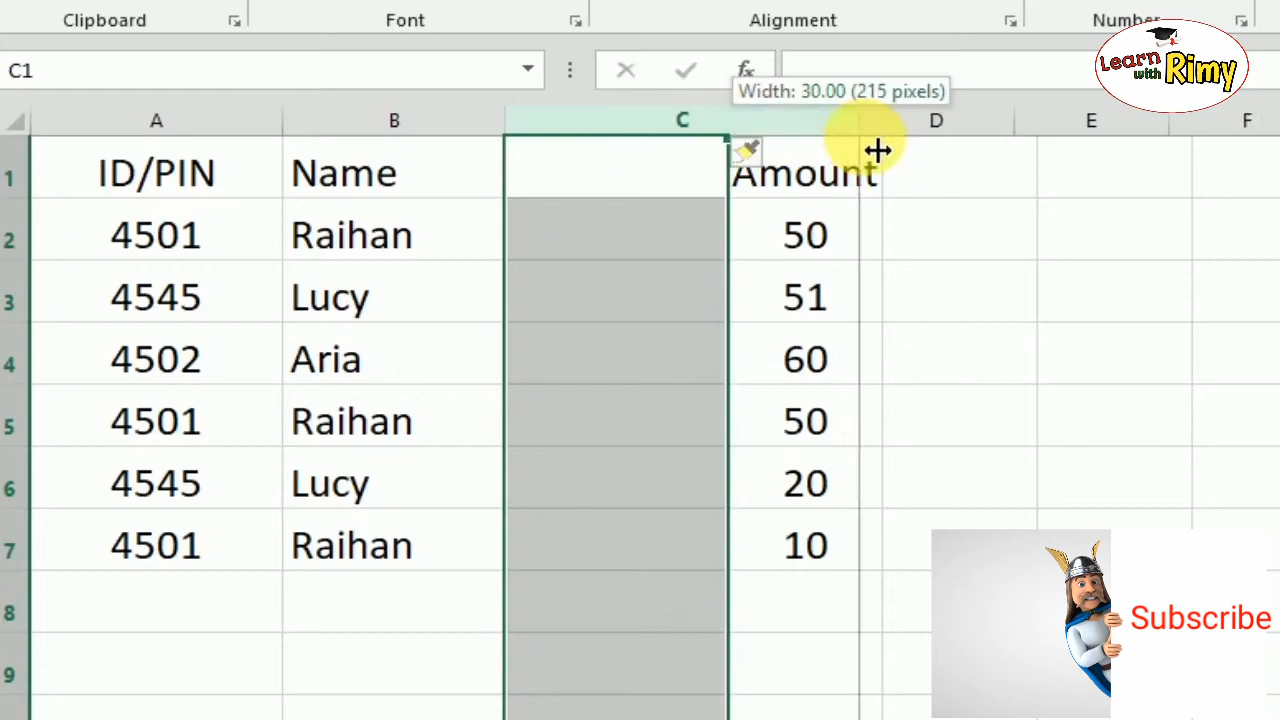 Clipboard Font Alignment Number
Learn with Rimy
C1 fx
Width: 30.00 (215 pixels)
A B C D E F
1 ID/PIN Name Amount
2 4501 Raihan 50
3 4545 Lucy 51
4 4502 Aria 60
5 4501 Raihan 50
6 4545 Lucy 20
7 4501 Raihan 10
8
9
Subscribe